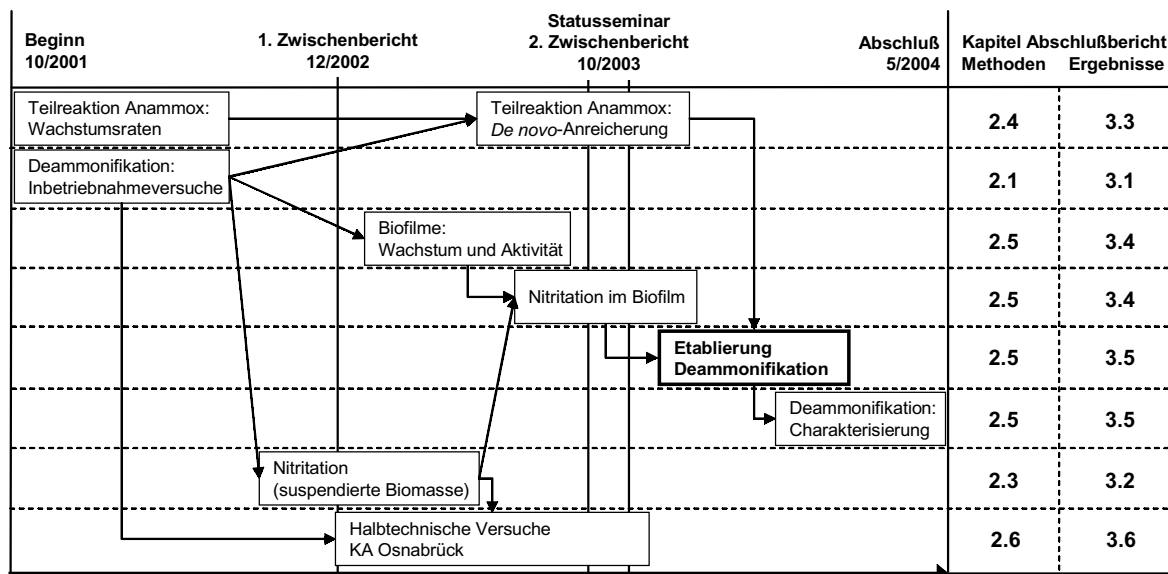 Beginn
10/2001
1. Zwischenbericht
12/2002
Statusseminar
2. Zwischenbericht
10/2003
Abschluß
5/2004
Kapitel Abschlußbericht
Methoden Ergebnisse
Teilreaktion Anammox:
Wachstumsraten
Teilreaktion Anammox:
De novo-Anreicherung
2.4 3.3
Deammonifikation:
Inbetriebnahmeversuche
2.1 3.1
Biofilme:
Wachstum und Aktivität
2.5 3.4
Nitritation im Biofilm
2.5 3.4
Etablierung
Deammonifikation
2.5 3.5
Deammonifikation:
Charakterisierung
2.5 3.5
Nitritation
(suspendierte Biomasse)
2.3 3.2
Halbtechnische Versuche
KA Osnabrück
2.6 3.6